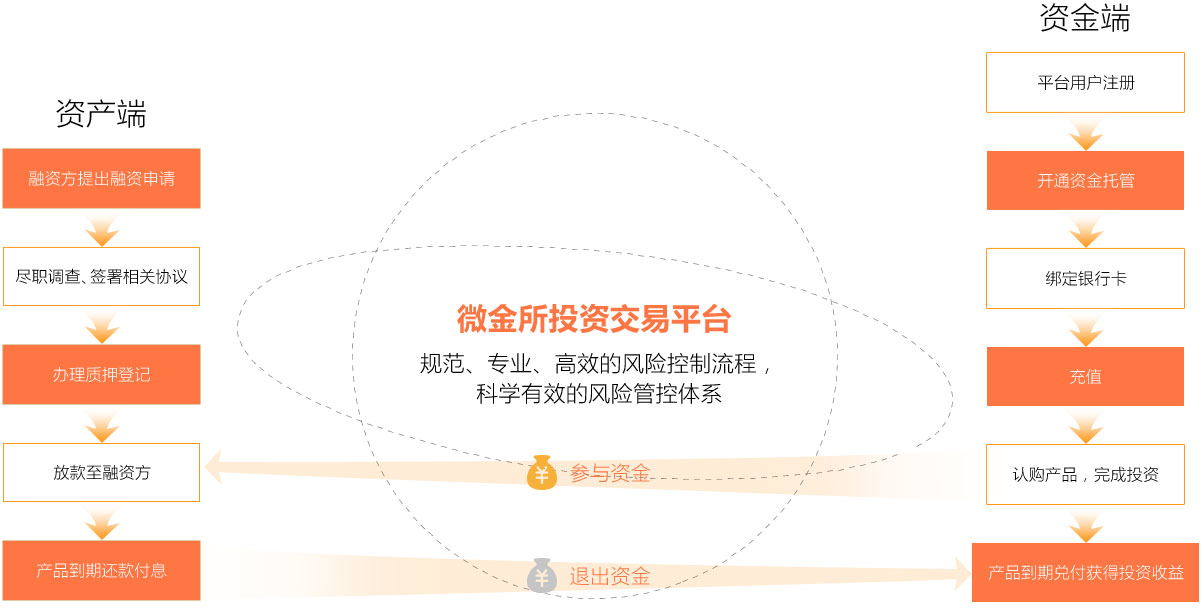 资产端
融资方提出融资申请
尽职调查、签署相关协议
办理质押登记
放款至融资方
产品到期还款付息
微金所投资交易平台
规范、专业、高效的风险控制流程，
科学有效的风险管控体系
¥ 参与资金
¥ 退出资金
资金端
平台用户注册
开通资金托管
绑定银行卡
充值
认购产品，完成投资
产品到期兑付获得投资收益